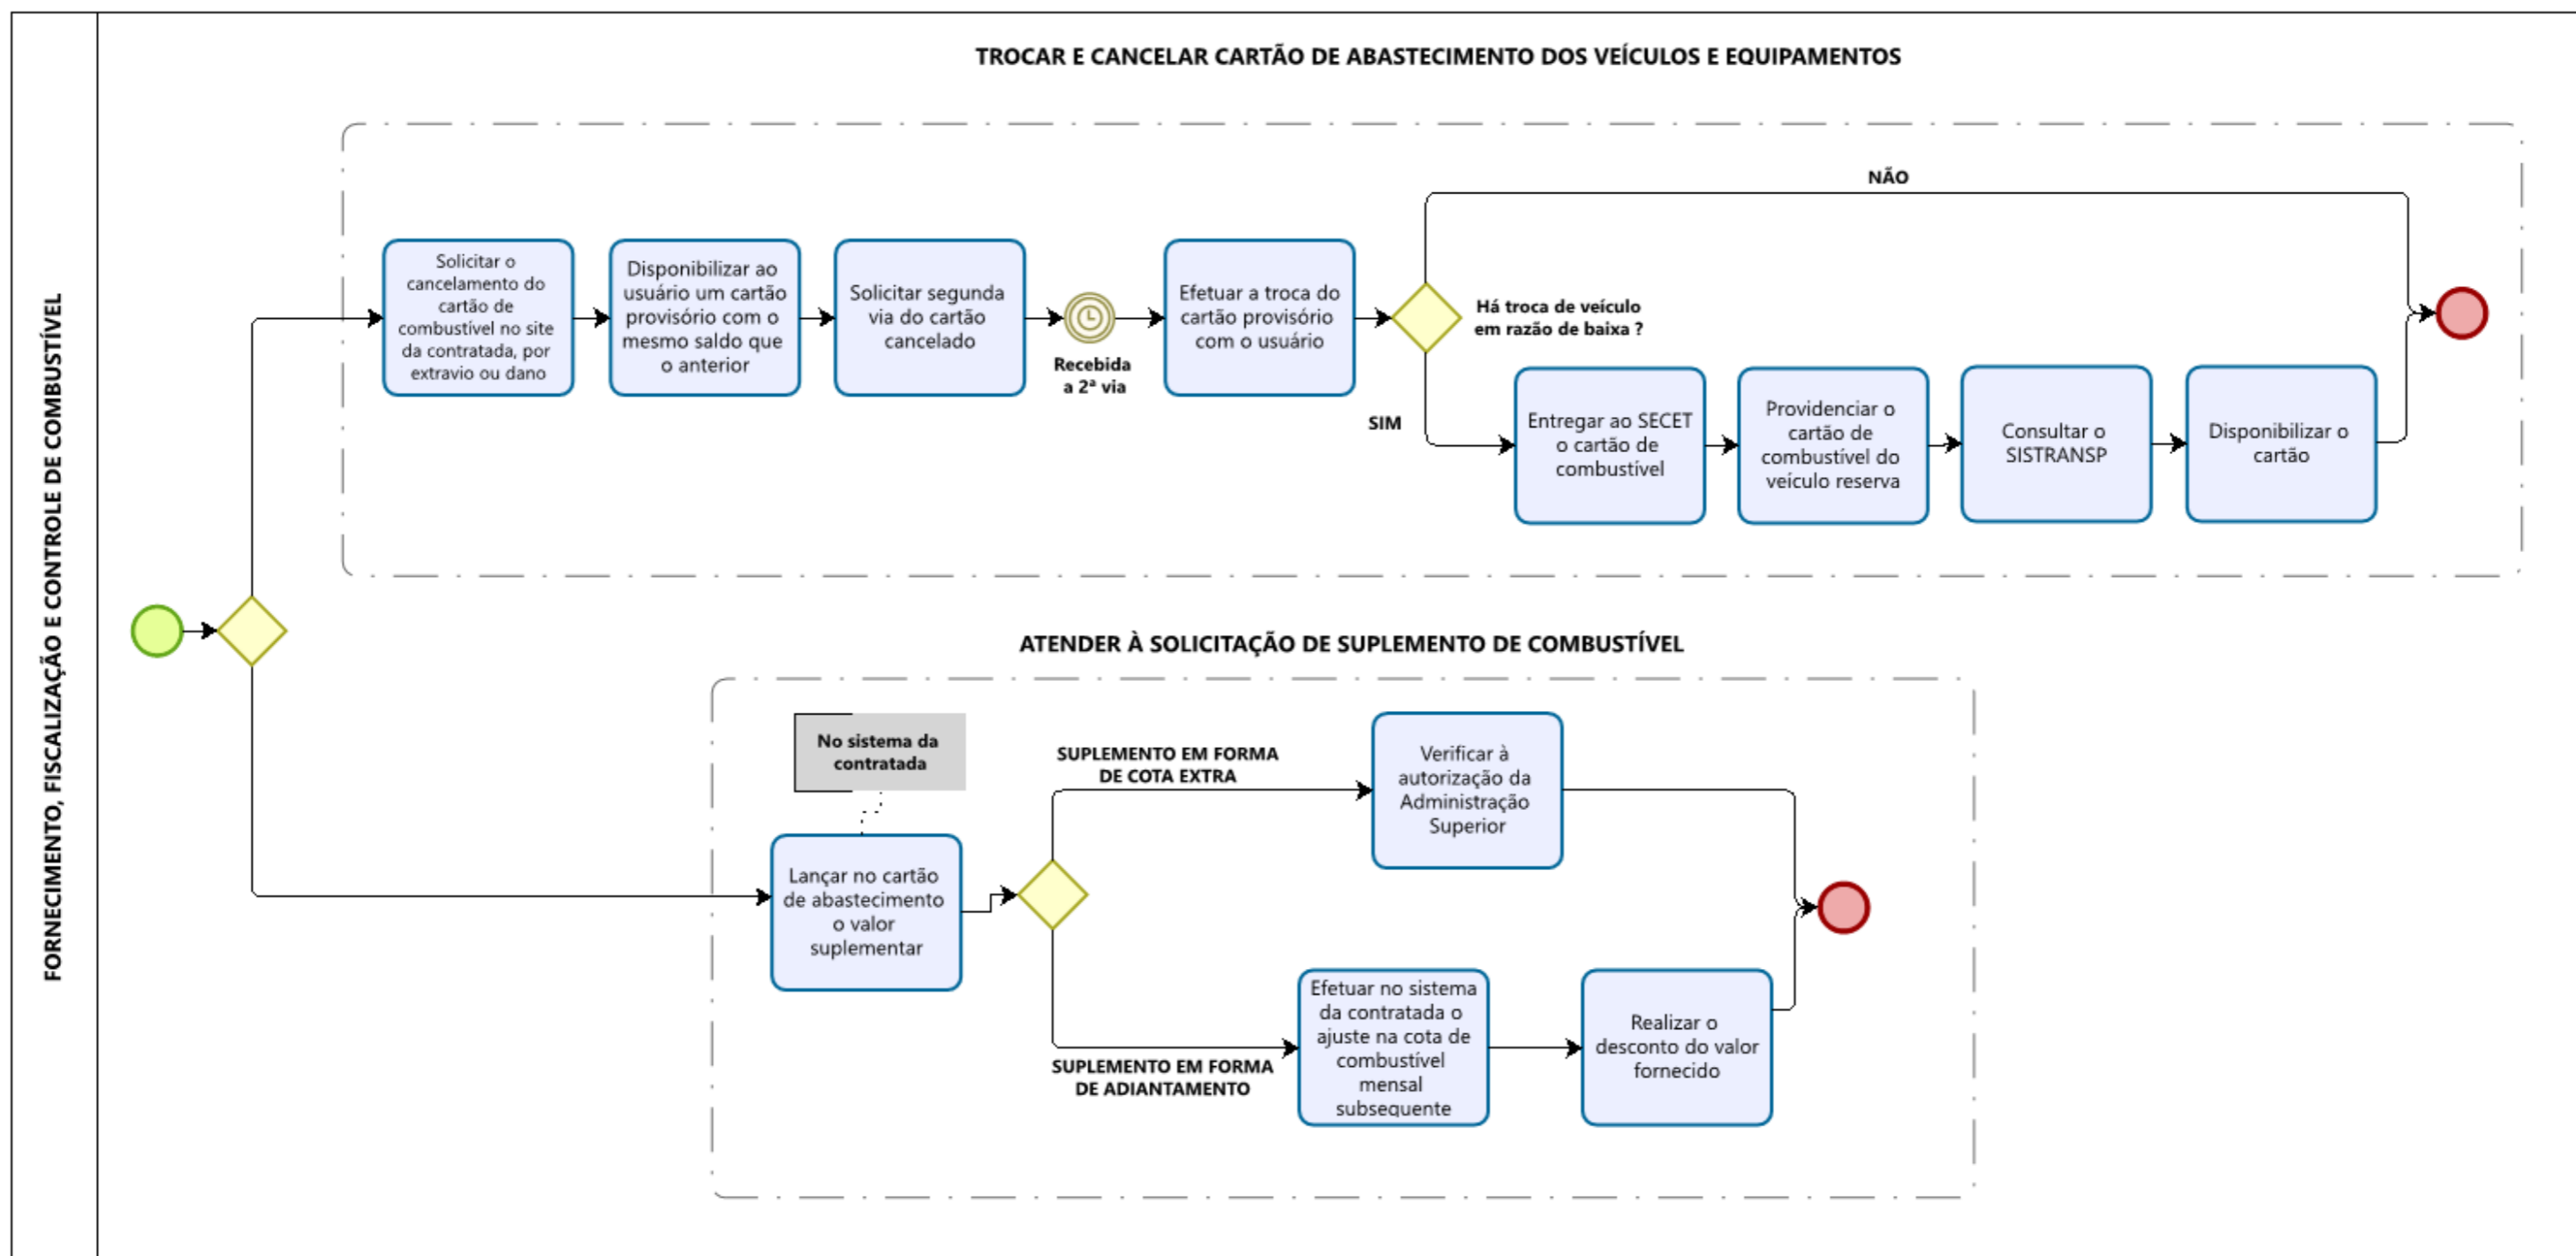 FORNECIMENTO, FISCALIZAÇÃO E CONTROLE DE COMBUSTÍVEL
TROCAR E CANCELAR CARTÃO DE ABASTECIMENTO DOS VEÍCULOS E EQUIPAMENTOS
Solicitar o
cancelamento do
cartão de
combustível no site
da contratada, por
extravio ou dano
Disponibilizar ao
usuário um cartão
provisório com o
mesmo saldo que
o anterior
Solicitar segunda
via do cartão
cancelado
Recebida
a 2ª via
Efetuar a troca do
cartão provisório
com o usuário
Há troca de veículo
em razão de baixa ?
NÃO
SIM
Entregar ao SECET
o cartão de
combustível
Providenciar o
cartão de
combustível do
veículo reserva
Consultar o
SISTRANSP
Disponibilizar o
cartão
ATENDER À SOLICITAÇÃO DE SUPLEMENTO DE COMBUSTÍVEL
No sistema da
contratada
Lançar no cartão
de abastecimento
o valor
suplementar
SUPLEMENTO EM FORMA
DE COTA EXTRA
Verificar à
autorização da
Administração
Superior
SUPLEMENTO EM FORMA
DE ADIANTAMENTO
Efetuar no sistema
da contratada o
ajuste na cota de
combustível
mensal
subsequente
Realizar o
desconto do valor
fornecido